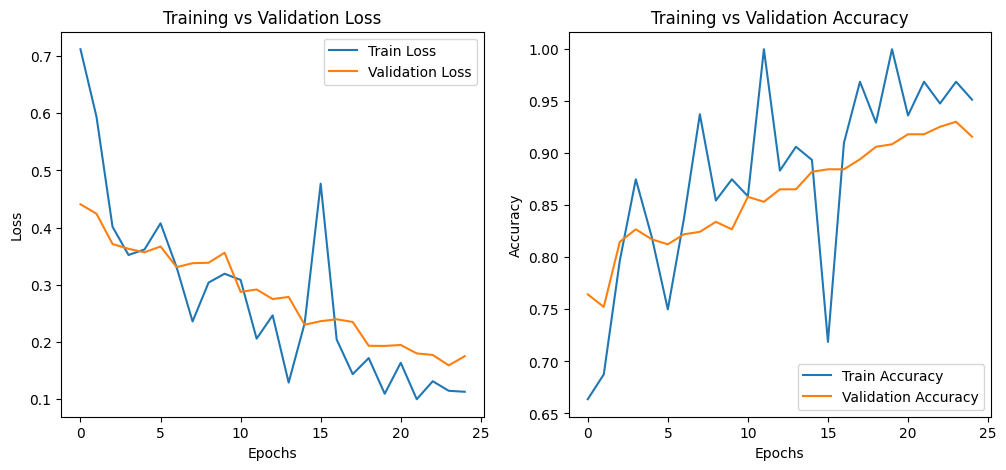 Training vs Validation Loss
Train Loss
Validation Loss
0.7
0.6
0.5
0.4
0.3
0.2
0.1
Loss
0 5 10 15 20 25
Epochs
Training vs Validation Accuracy
1.00
0.95
0.90
0.85
0.80
0.75
0.70
0.65
Accuracy
Train Accuracy
Validation Accuracy
0 5 10 15 20 25
Epochs